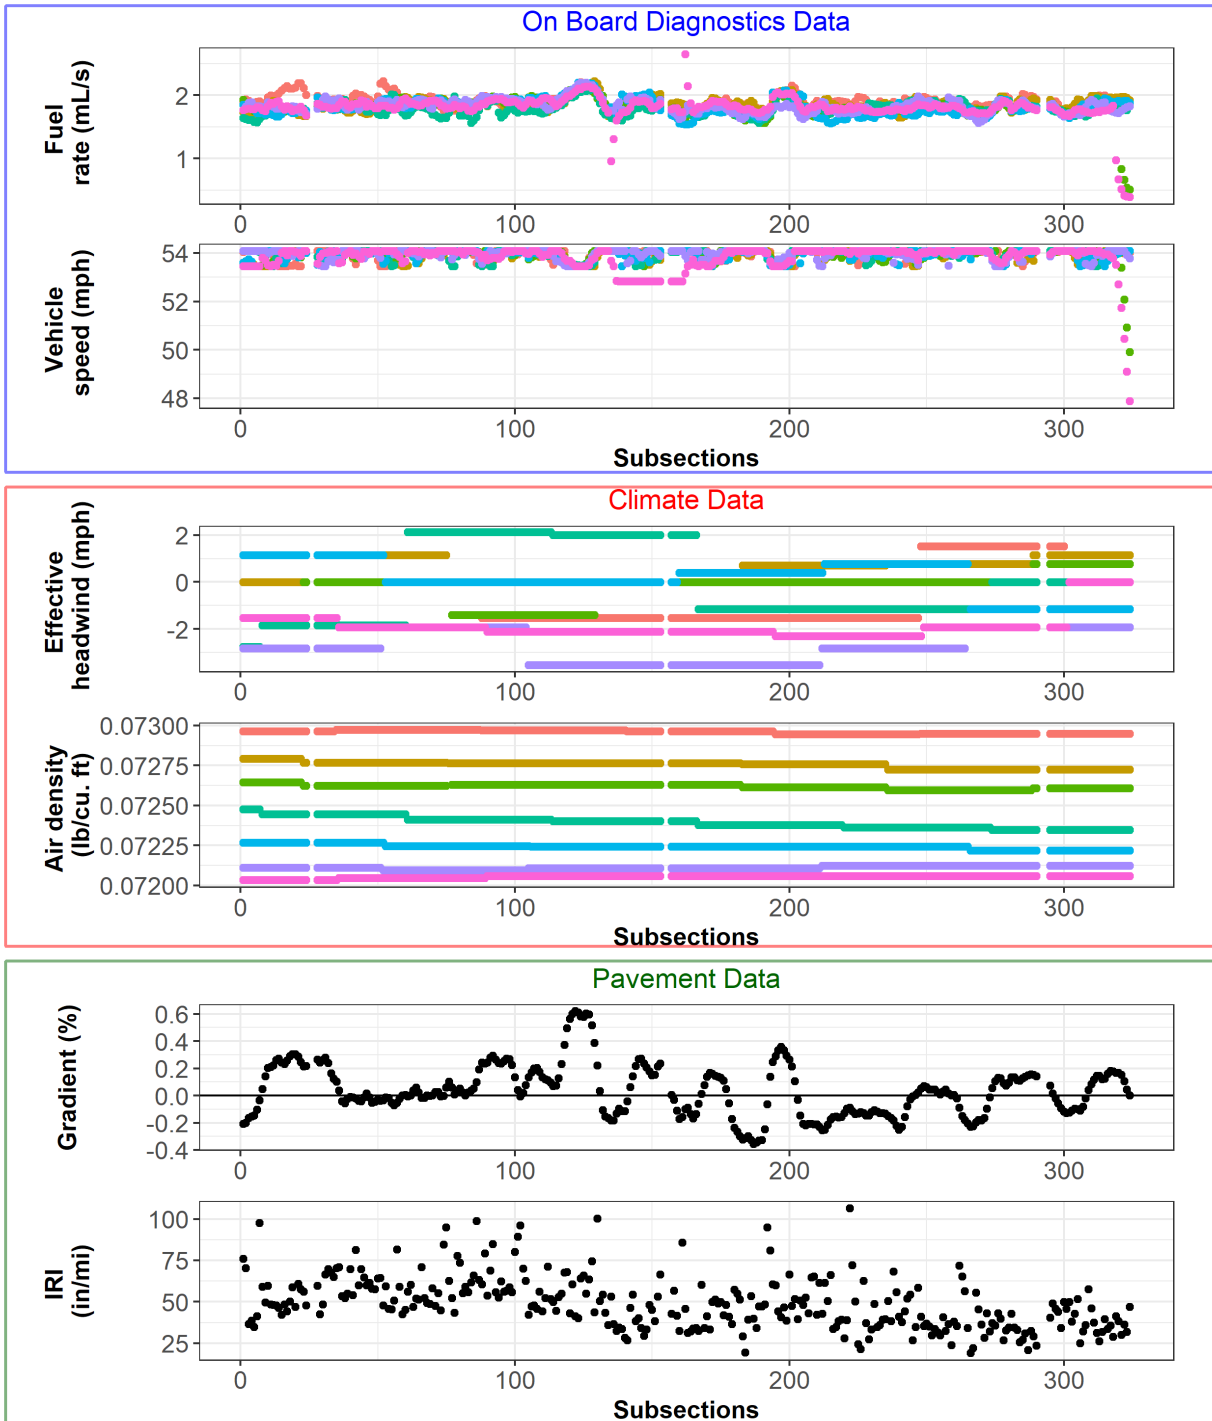 On Board Diagnostics Data
Fuel
rate (mL/s)
2
1
0 100 200 300
Vehicle
speed (mph)
54
52
50
48
0 100 200 300
Subsections
Climate Data
Effective
headwind (mph)
2
0
-2
0 100 200 300
Air density
(lb/cu. ft)
0.07300
0.07275
0.07250
0.07225
0.07200
0 100 200 300
Subsections
Pavement Data
Gradient (%)
0.6
0.4
0.2
0.0
-0.2
-0.4
0 100 200 300
IRI
(in/mi)
100
75
50
25
0 100 200 300
Subsections